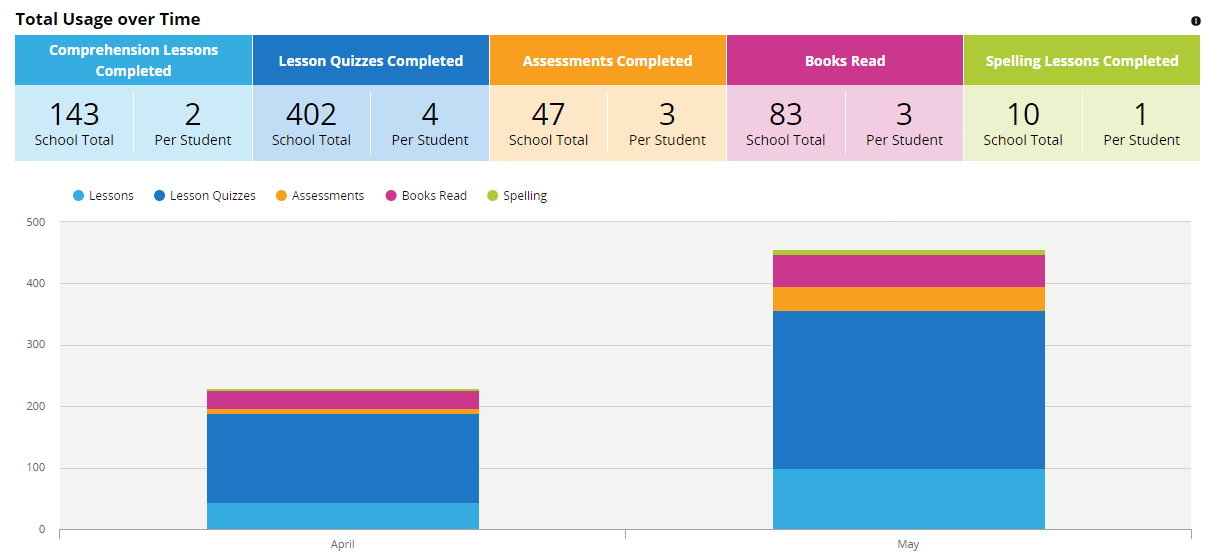 Total Usage over Time
Comprehension Lessons
Completed
Lesson Quizzes Completed
Assessments Completed
Books Read
Spelling Lessons Completed
143 2 402 4 47 3 83 3 10 1
School Total Per Student School Total Per Student School Total Per Student School Total Per Student School Total Per Student
Lessons Lesson Quizzes Assessments Books Read Spelling
500
400
300
200
100
0
April May